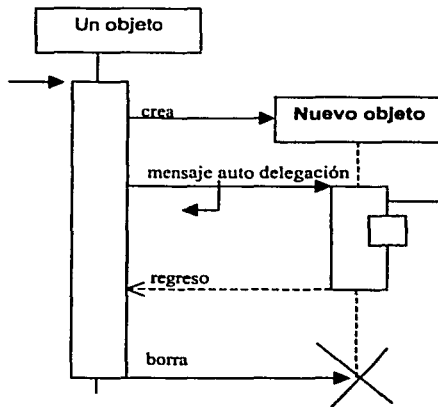 Un objeto
crea
Nuevo objeto
mensaje auto delegación
regreso
borra